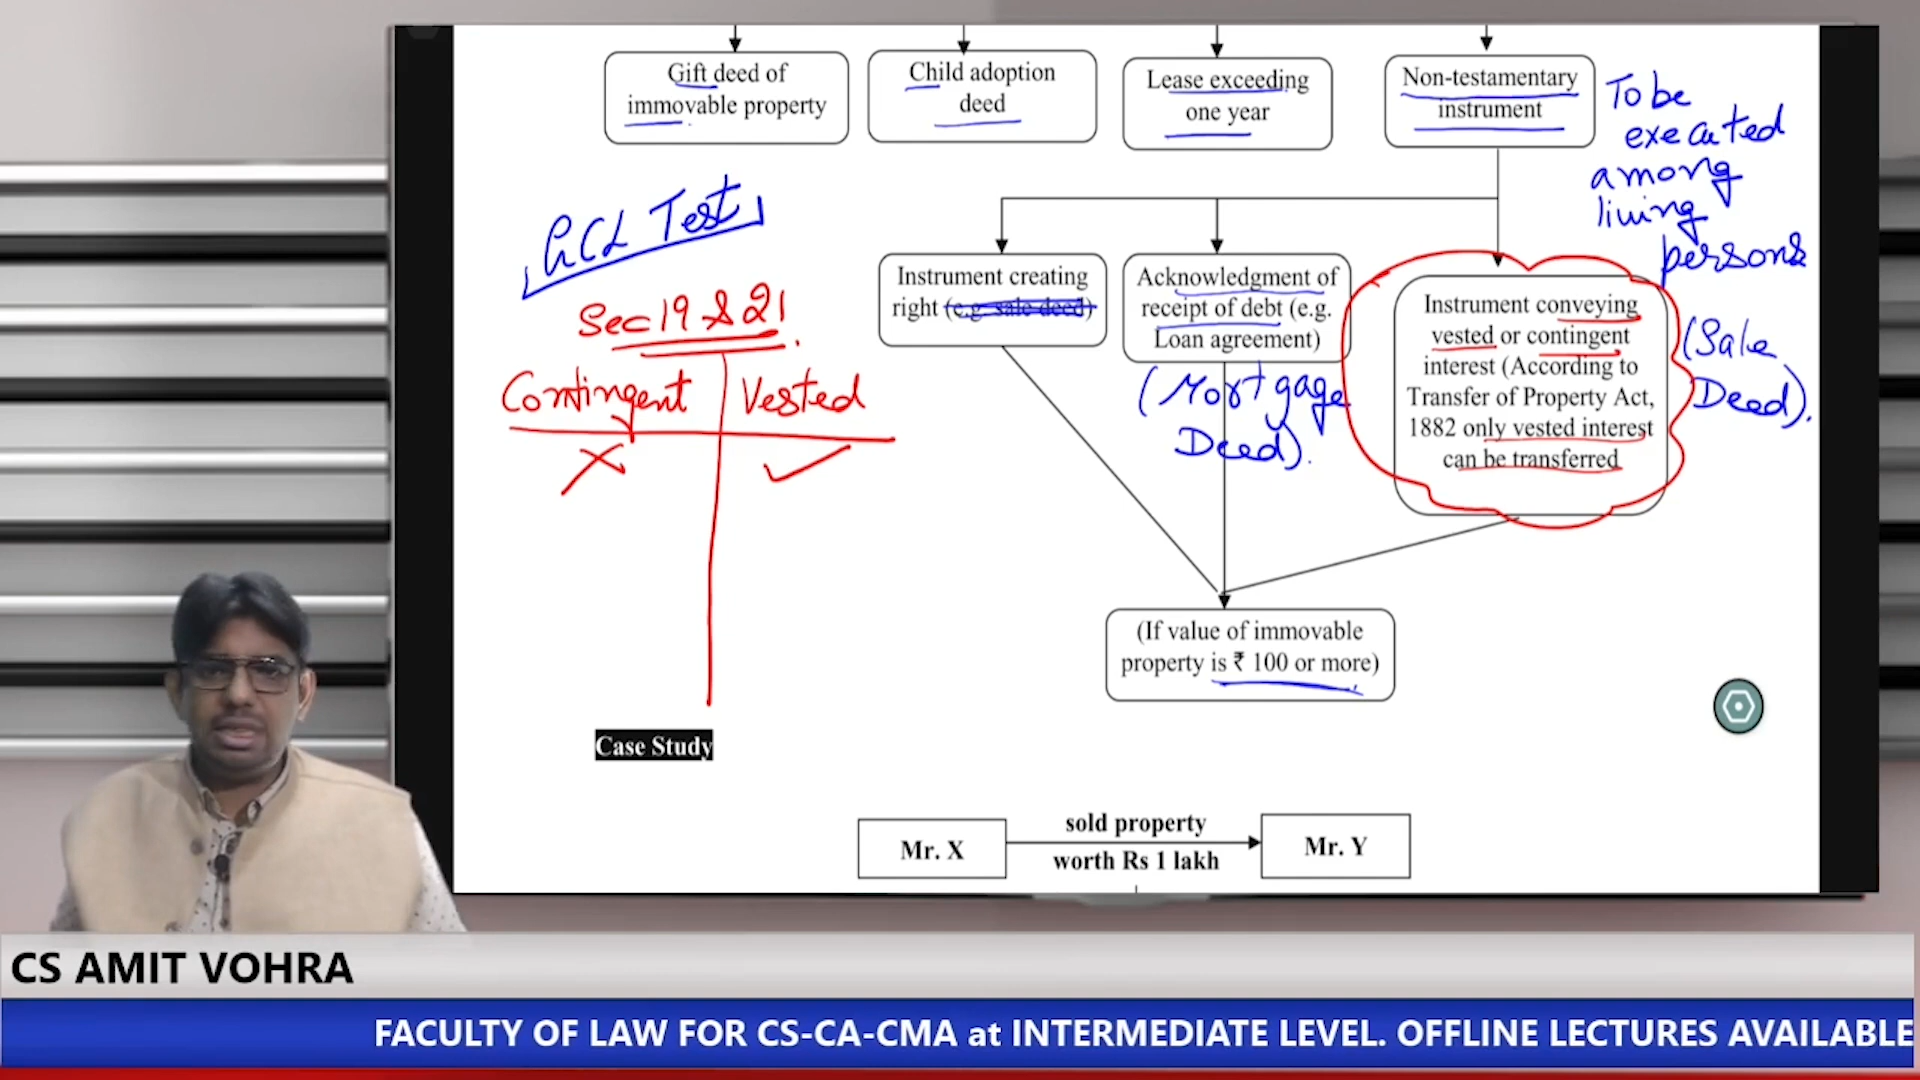 Gift deed of
immovable property
Child adoption
deed
Lease exceeding
one year
Non-testamentary
instrument
To be
executed
among
living
persons
GCL Test
Sec 19 & 21
Contingent
Vested
Instrument creating
right (e.g. sale deed)
Acknowledgment of
receipt of debt (e.g.
Loan agreement)
(Mortgage
Deed).
Instrument conveying
vested or contingent
interest (According to
Transfer of Property Act,
1882 only vested interest
can be transferred
(Sale
Deed).
(If value of immovable
property is ₹ 100 or more)
Case Study
Mr. X
sold property
worth Rs 1 lakh
Mr. Y
CS AMIT VOHRA
FACULTY OF LAW FOR CS-CA-CMA at INTERMEDIATE LEVEL. OFFLINE LECTURES AVAILABLE